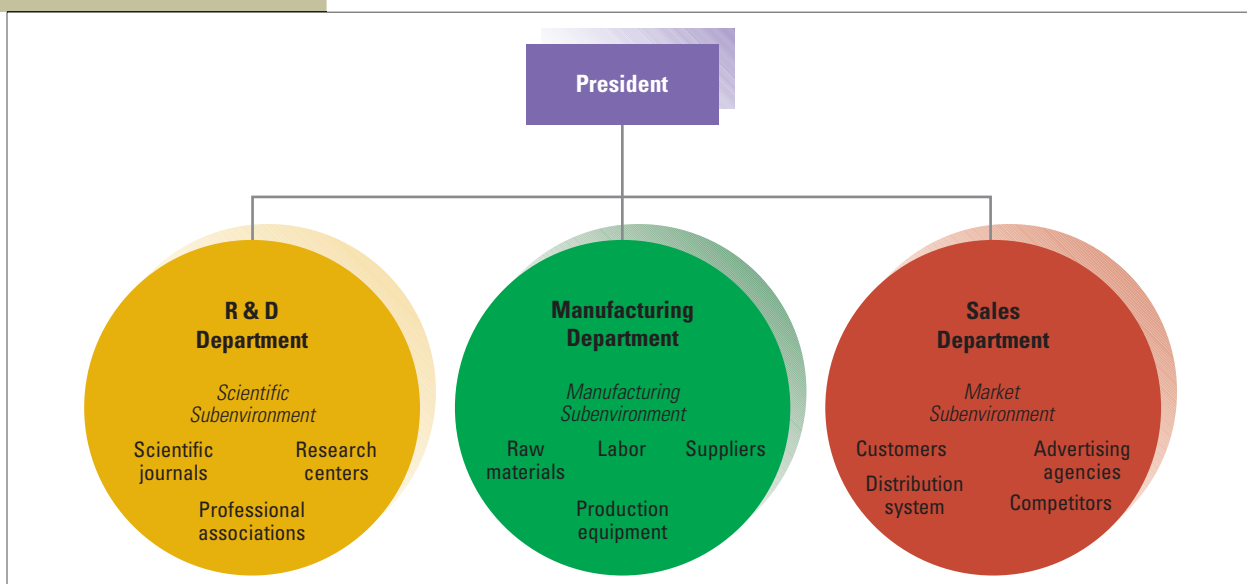 President
R & D
Department
Scientific
Subenvironment
Scientific
journals
Research
centers
Professional
associations
Manufacturing
Department
Manufacturing
Subenvironment
Raw
materials
Labor
Suppliers
Production
equipment
Sales
Department
Market
Subenvironment
Customers
Advertising
agencies
Distribution
system
Competitors